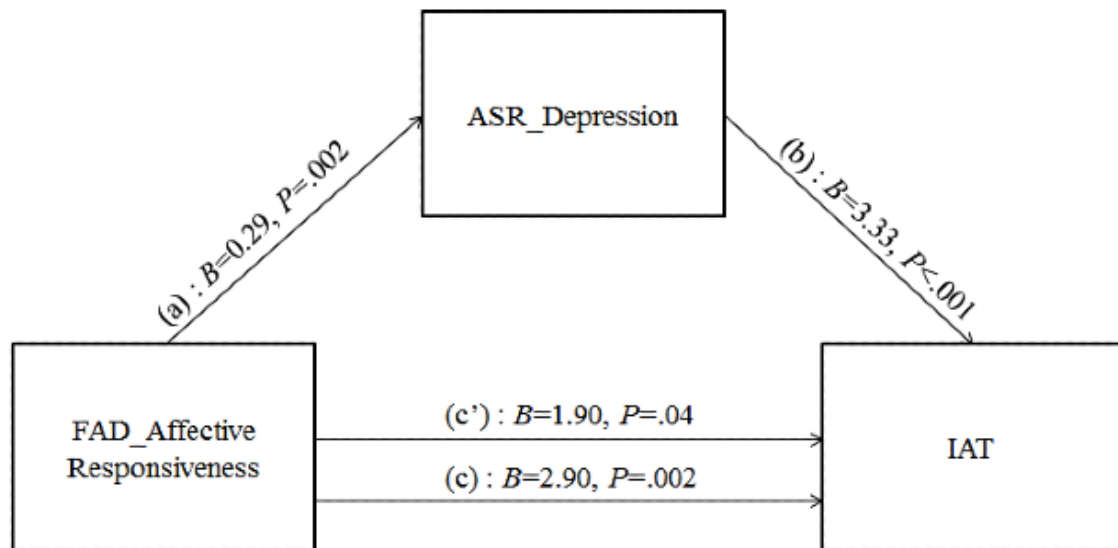 ASR_Depression
(a) : B=0.29, P=.002
(b) : B=3.33, P<.001
FAD_Affective
Responsiveness
(c’) : B=1.90, P=.04
(c) : B=2.90, P=.002
IAT